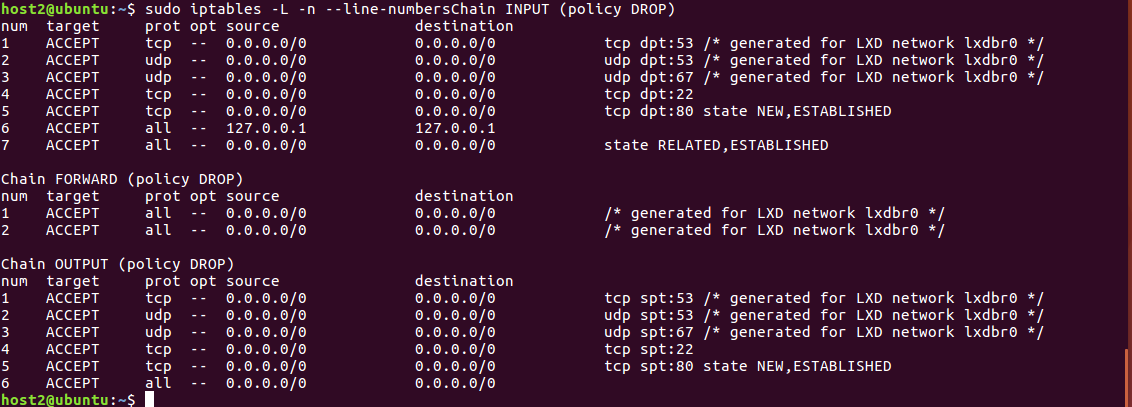 host2@ubuntu:~$ sudo iptables -L -n --line-numbersChain INPUT (policy DROP)
num  target     prot opt source               destination
1    ACCEPT     tcp  --  0.0.0.0/0            0.0.0.0/0            tcp dpt:53 /* generated for LXD network lxdbr0 */
2    ACCEPT     udp  --  0.0.0.0/0            0.0.0.0/0            udp dpt:53 /* generated for LXD network lxdbr0 */
3    ACCEPT     udp  --  0.0.0.0/0            0.0.0.0/0            udp dpt:67 /* generated for LXD network lxdbr0 */
4    ACCEPT     tcp  --  0.0.0.0/0            0.0.0.0/0            tcp dpt:22
5    ACCEPT     tcp  --  0.0.0.0/0            0.0.0.0/0            tcp dpt:80 state NEW,ESTABLISHED
6    ACCEPT     all  --  127.0.0.1            127.0.0.1
7    ACCEPT     all  --  0.0.0.0/0            0.0.0.0/0            state RELATED,ESTABLISHED
Chain FORWARD (policy DROP)
num  target     prot opt source               destination
1    ACCEPT     all  --  0.0.0.0/0            0.0.0.0/0            /* generated for LXD network lxdbr0 */
2    ACCEPT     all  --  0.0.0.0/0            0.0.0.0/0            /* generated for LXD network lxdbr0 */
Chain OUTPUT (policy DROP)
num  target     prot opt source               destination
1    ACCEPT     tcp  --  0.0.0.0/0            0.0.0.0/0            tcp spt:53 /* generated for LXD network lxdbr0 */
2    ACCEPT     udp  --  0.0.0.0/0            0.0.0.0/0            udp spt:53 /* generated for LXD network lxdbr0 */
3    ACCEPT     udp  --  0.0.0.0/0            0.0.0.0/0            udp spt:67 /* generated for LXD network lxdbr0 */
4    ACCEPT     tcp  --  0.0.0.0/0            0.0.0.0/0            tcp spt:22
5    ACCEPT     tcp  --  0.0.0.0/0            0.0.0.0/0            tcp spt:80 state NEW,ESTABLISHED
6    ACCEPT     all  --  0.0.0.0/0            0.0.0.0/0
host2@ubuntu:~$